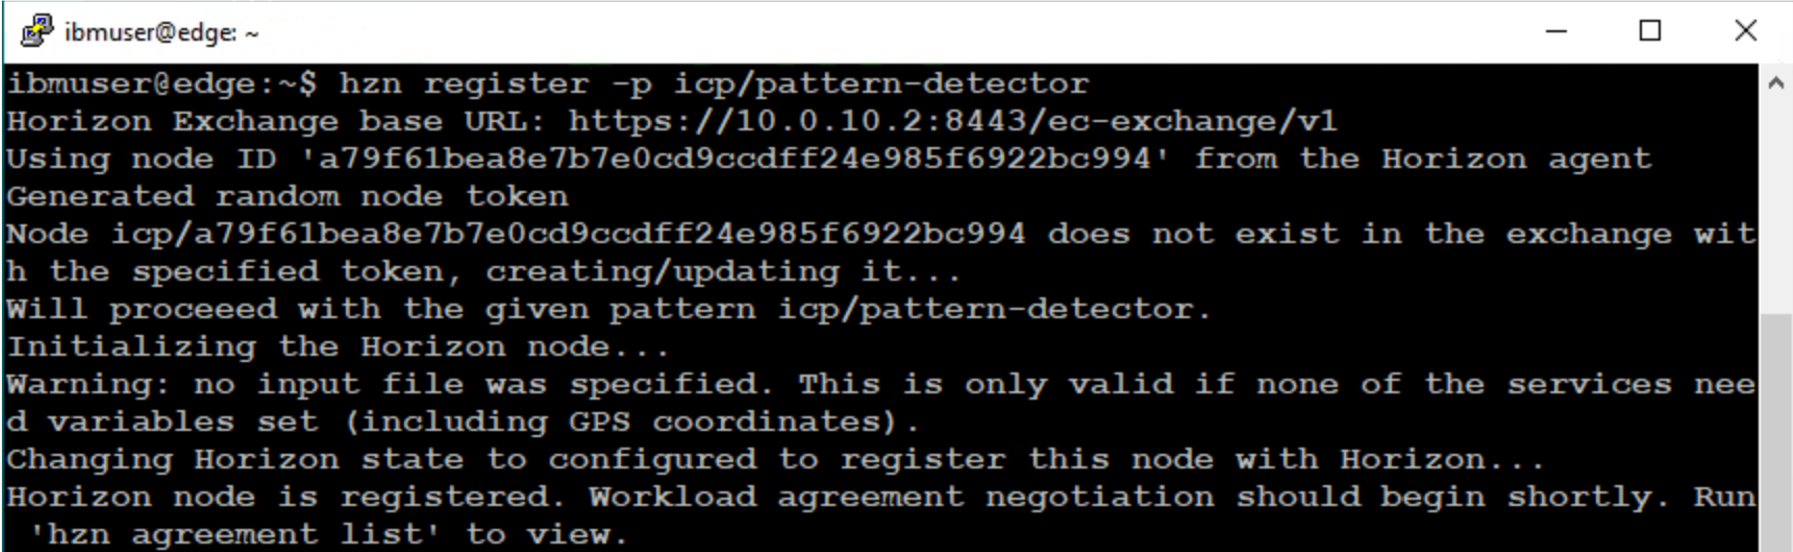 ibmuser@edge: ~
ibmuser@edge:~$ hzn register -p icp/pattern-detector
Horizon Exchange base URL: https://10.0.10.2:8443/ec-exchange/v1
Using node ID 'a79f61bea8e7b7e0cd9ccdff24e985f6922bc994' from the Horizon agent
Generated random node token
Node icp/a79f61bea8e7b7e0cd9ccdff24e985f6922bc994 does not exist in the exchange wit
h the specified token, creating/updating it...
Will proceeed with the given pattern icp/pattern-detector.
Initializing the Horizon node...
Warning: no input file was specified. This is only valid if none of the services nee
d variables set (including GPS coordinates).
Changing Horizon state to configured to register this node with Horizon...
Horizon node is registered. Workload agreement negotiation should begin shortly. Run
 'hzn agreement list' to view.